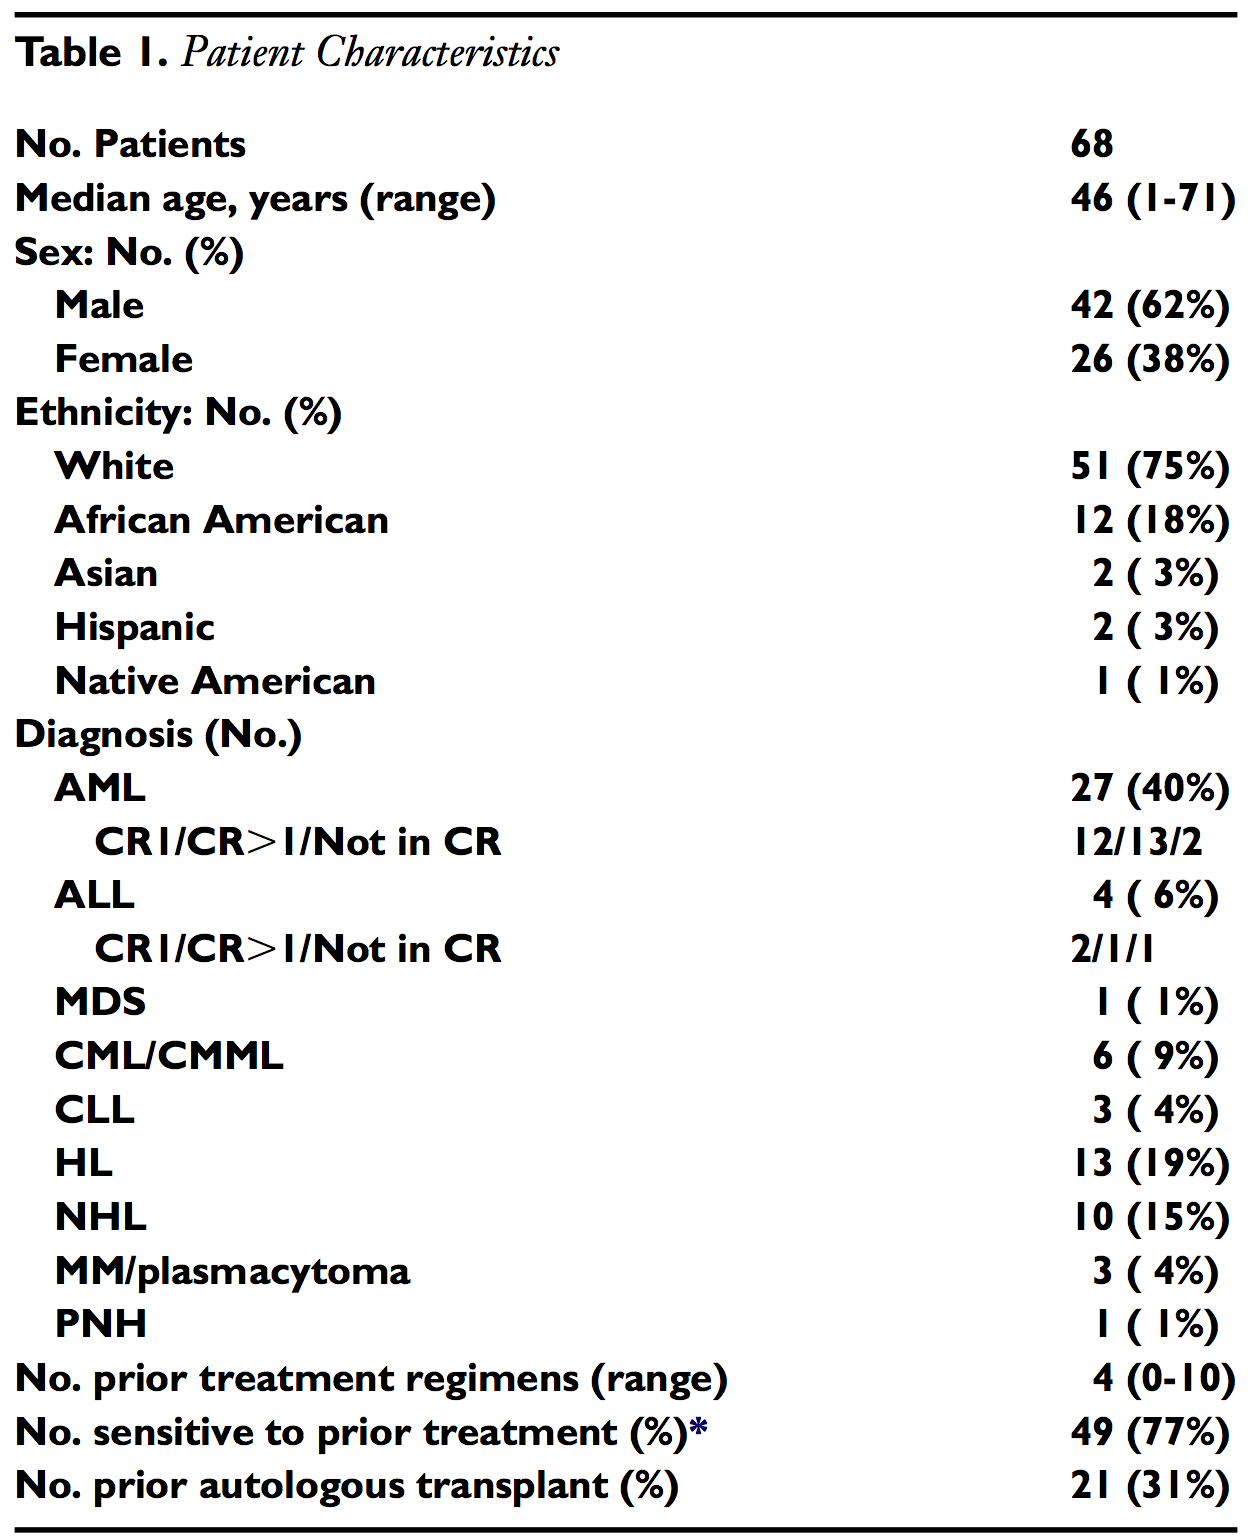 Table 1. Patient Characteristics
No. Patients 68
Median age, years (range) 46 (1-71)
Sex: No. (%)
Male 42 (62%)
Female 26 (38%)
Ethnicity: No. (%)
White 51 (75%)
African American 12 (18%)
Asian 2 ( 3%)
Hispanic 2 ( 3%)
Native American 1 ( 1%)
Diagnosis (No.)
AML 27 (40%)
CR1/CR>1/Not in CR 12/13/2
ALL 4 ( 6%)
CR1/CR>1/Not in CR 2/1/1
MDS 1 ( 1%)
CML/CMML 6 ( 9%)
CLL 3 ( 4%)
HL 13 (19%)
NHL 10 (15%)
MM/plasmacytoma 3 ( 4%)
PNH 1 ( 1%)
No. prior treatment regimens (range) 4 (0-10)
No. sensitive to prior treatment (%)* 49 (77%)
No. prior autologous transplant (%) 21 (31%)